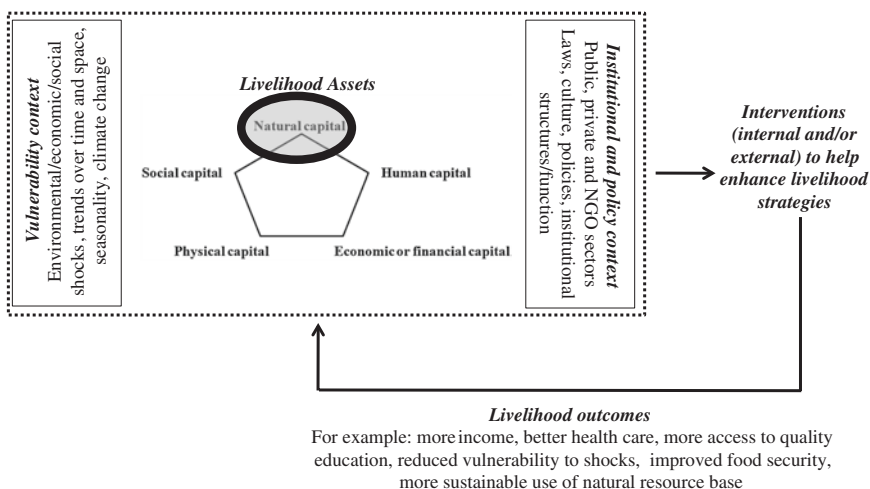 Vulnerability context
Environmental/economic/social
shocks, trends over time and space,
seasonality, climate change
Livelihood Assets
Natural capital
Social capital
Human capital
Physical capital
Economic or financial capital
Institutional and policy context
Public, private and NGO sectors
Laws, culture, policies, institutional
structures/function
Interventions
(internal and/or
external) to help
enhance livelihood
strategies
Livelihood outcomes
For example: more income, better health care, more access to quality
education, reduced vulnerability to shocks, improved food security,
more sustainable use of natural resource base